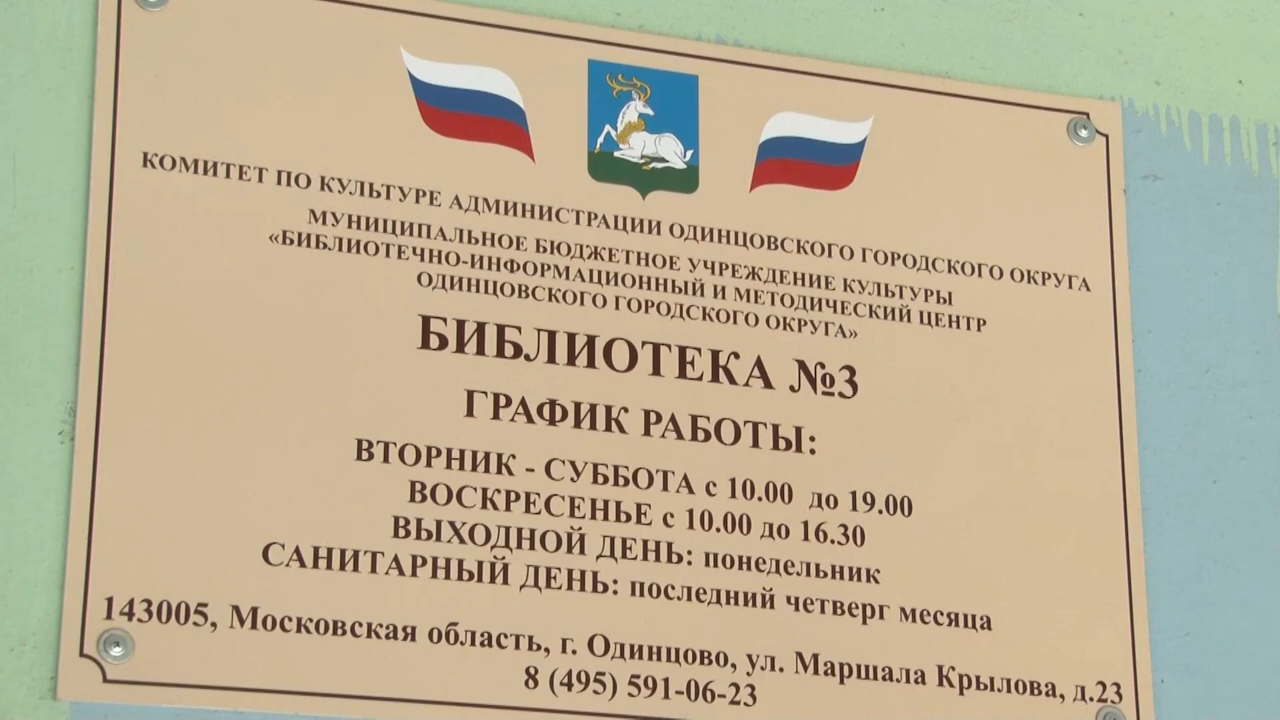 КОМИТЕТ ПО КУЛЬТУРЕ АДМИНИСТРАЦИИ ОДИНЦОВСКОГО ГОРОДСКОГО ОКРУГА
МУНИЦИПАЛЬНОЕ БЮДЖЕТНОЕ УЧРЕЖДЕНИЕ КУЛЬТУРЫ
«БИБЛИОТЕЧНО-ИНФОРМАЦИОННЫЙ И МЕТОДИЧЕСКИЙ ЦЕНТР
ОДИНЦОВСКОГО ГОРОДСКОГО ОКРУГА»
БИБЛИОТЕКА №3
ГРАФИК РАБОТЫ:
ВТОРНИК - СУББОТА с 10.00 до 19.00
ВОСКРЕСЕНЬЕ с 10.00 до 16.30
ВЫХОДНОЙ ДЕНЬ: понедельник
САНИТАРНЫЙ ДЕНЬ: последний четверг месяца
143005, Московская область, г. Одинцово, ул. Маршала Крылова, д.23
8 (495) 591-06-23